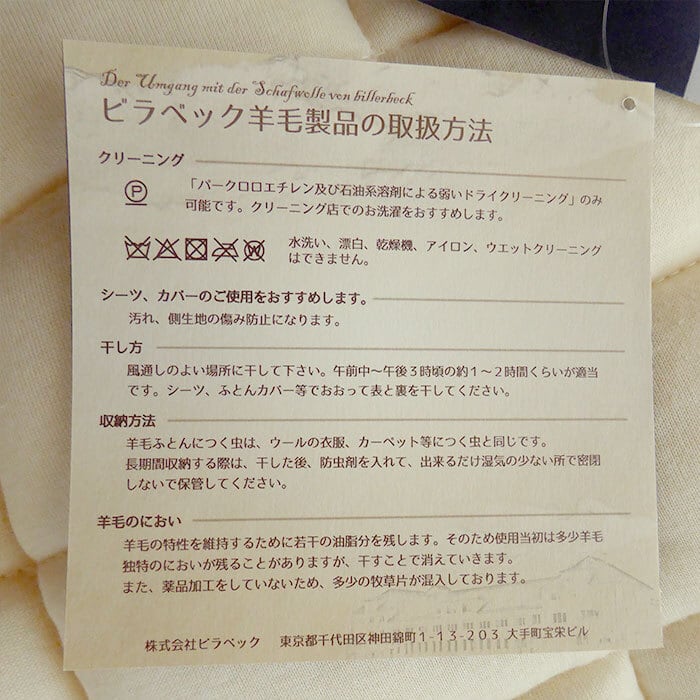 Der Umgang mit der Schafwolle von billerbeck
ビラベック羊毛製品の取扱方法
クリーニング
P
「パークロロエチレン及び石油系溶剤による弱いドライクリーニング」のみ
可能です。クリーニング店でのお洗濯をおすすめします。
W
水洗い、漂白、乾燥機、アイロン、ウエットクリーニング
はできません。
シーツ、カバーのご使用をおすすめします。
汚れ、側生地の傷み防止になります。
干し方
風通しのよい場所に干して下さい。午前中～午後３時頃の約１～２時間くらいが適当
です。シーツ、ふとんカバー等でおおって表と裏を干してください。
収納方法
羊毛ふとんにつく虫は、ウールの衣服、カーペット等につく虫と同じです。
長期間収納する際は、干した後、防虫剤を入れて、出来るだけ湿気の少ない所で密閉
しないで保管してください。
羊毛のにおい
羊毛の特性を維持するために若干の油脂分を残します。そのため使用当初は多少羊毛
独特のにおいが残ることがありますが、干すことで消えていきます。
また、薬品加工をしていないため、多少の牧草片が混入しております。
株式会社ビラベック 東京都千代田区神田錦町1-13-203 大手町宝栄ビル